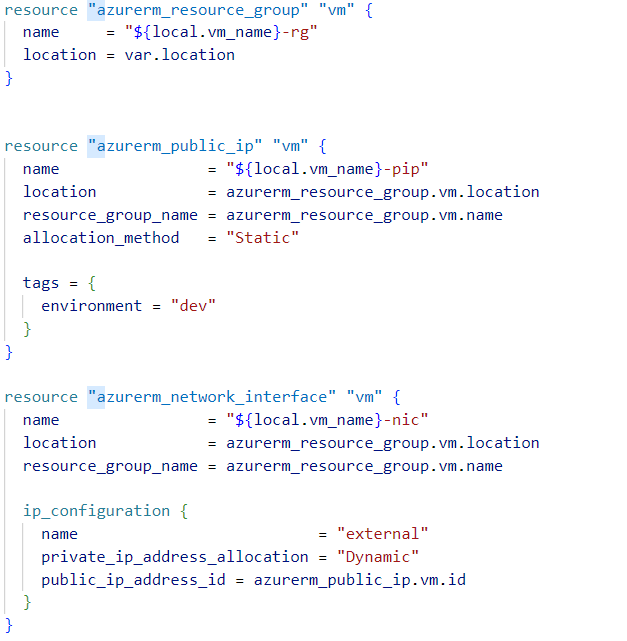 resource "azurerm_resource_group" "vm" {
  name     = "${local.vm_name}-rg"
  location = var.location
}
resource "azurerm_public_ip" "vm" {
  name                = "${local.vm_name}-pip"
  location            = azurerm_resource_group.vm.location
  resource_group_name = azurerm_resource_group.vm.name
  allocation_method   = "Static"
  tags = {
    environment = "dev"
  }
}
resource "azurerm_network_interface" "vm" {
  name                = "${local.vm_name}-nic"
  location            = azurerm_resource_group.vm.location
  resource_group_name = azurerm_resource_group.vm.name
  ip_configuration {
    name                          = "external"
    private_ip_address_allocation = "Dynamic"
    public_ip_address_id = azurerm_public_ip.vm.id
  }
}